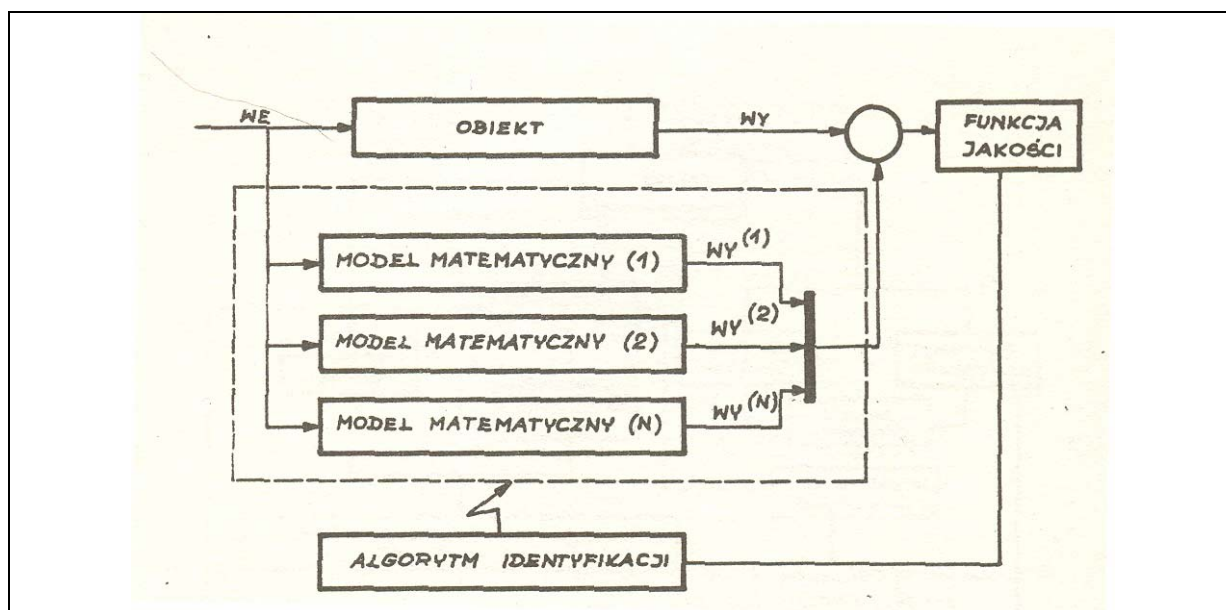 WE
OBIEKT
WY
FUNKCJA
JAKOŚCI
MODEL MATEMATYCZNY (1)
WY(1)
MODEL MATEMATYCZNY (2)
WY(2)
MODEL MATEMATYCZNY (N)
WY(N)
ALGORYTM IDENTYFIKACJI